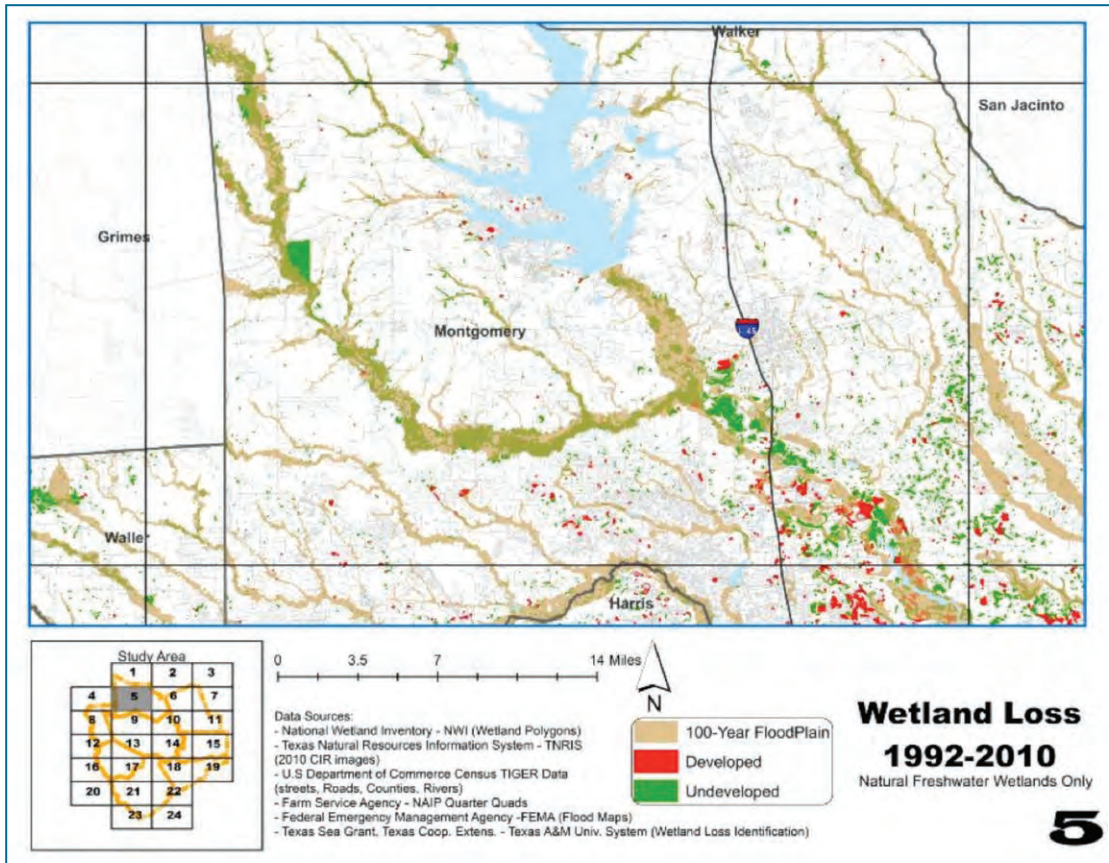 Walker
San Jacinto
Grimes
Montgomery
I-45
Waller
Harris
Study Area
1 2 3
4 5 6 7
8 9 10 11
12 13 14 15
16 17 18 19
20 21 22
23 24
0 3.5 7 14 Miles
N
Data Sources:
- National Wetland Inventory - NWI (Wetland Polygons)
- Texas Natural Resources Information System - TNRIS
(2010 CIR images)
- U.S Department of Commerce Census TIGER Data
(streets, Roads, Counties, Rivers)
- Farm Service Agency - NAIP Quarter Quads
- Federal Emergency Management Agency -FEMA (Flood Maps)
- Texas Sea Grant, Texas Coop. Extens. - Texas A&M Univ. System (Wetland Loss Identification)
100-Year FloodPlain
Developed
Undeveloped
Wetland Loss
1992-2010
Natural Freshwater Wetlands Only
5